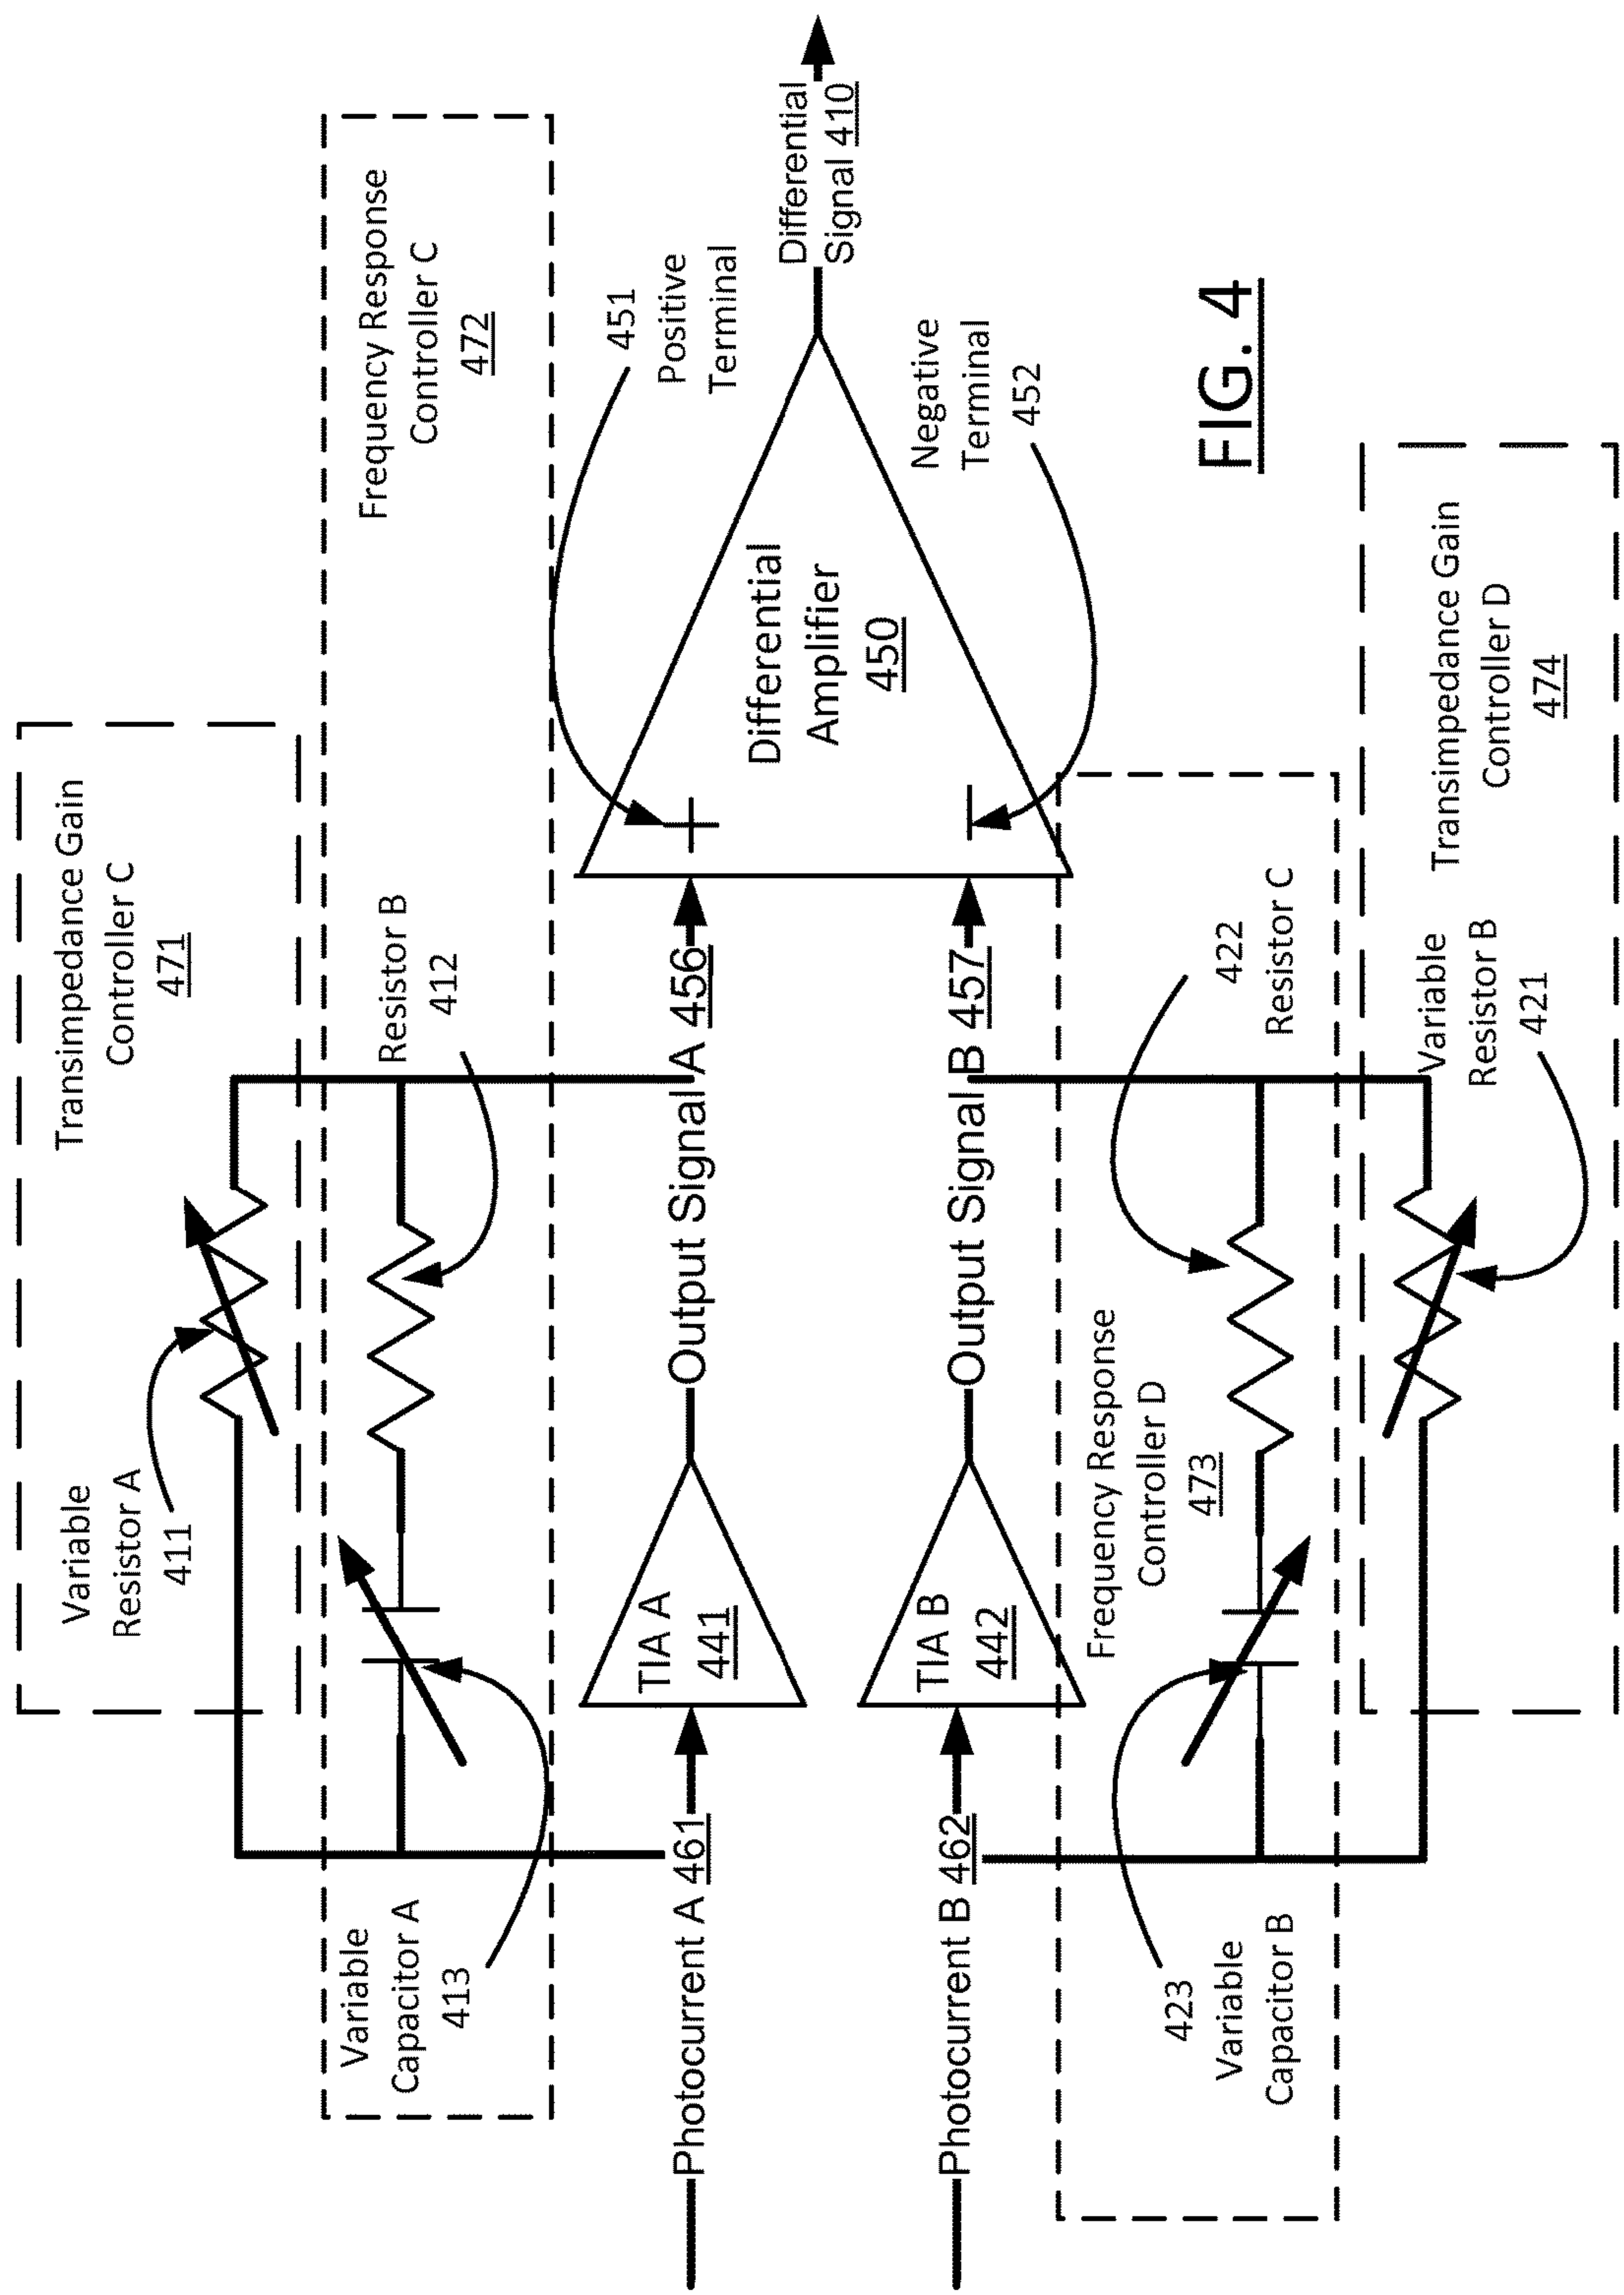 Transimpedance Gain
Controller C
471
Variable
Resistor A
411
Frequency Response
Controller C
472
Resistor B
412
Variable
Capacitor A
413
451
Positive
Terminal
Photocurrent A 461
TIA A
441
Output Signal A 456
Differential
Amplifier
450
Differential
Signal 410
Photocurrent B 462
TIA B
442
Output Signal B 457
Negative
Terminal
452
Frequency Response
Controller D
473
422
Resistor C
423
Variable
Capacitor B
Variable
Resistor B
421
Transimpedance Gain
Controller D
474
FIG. 4